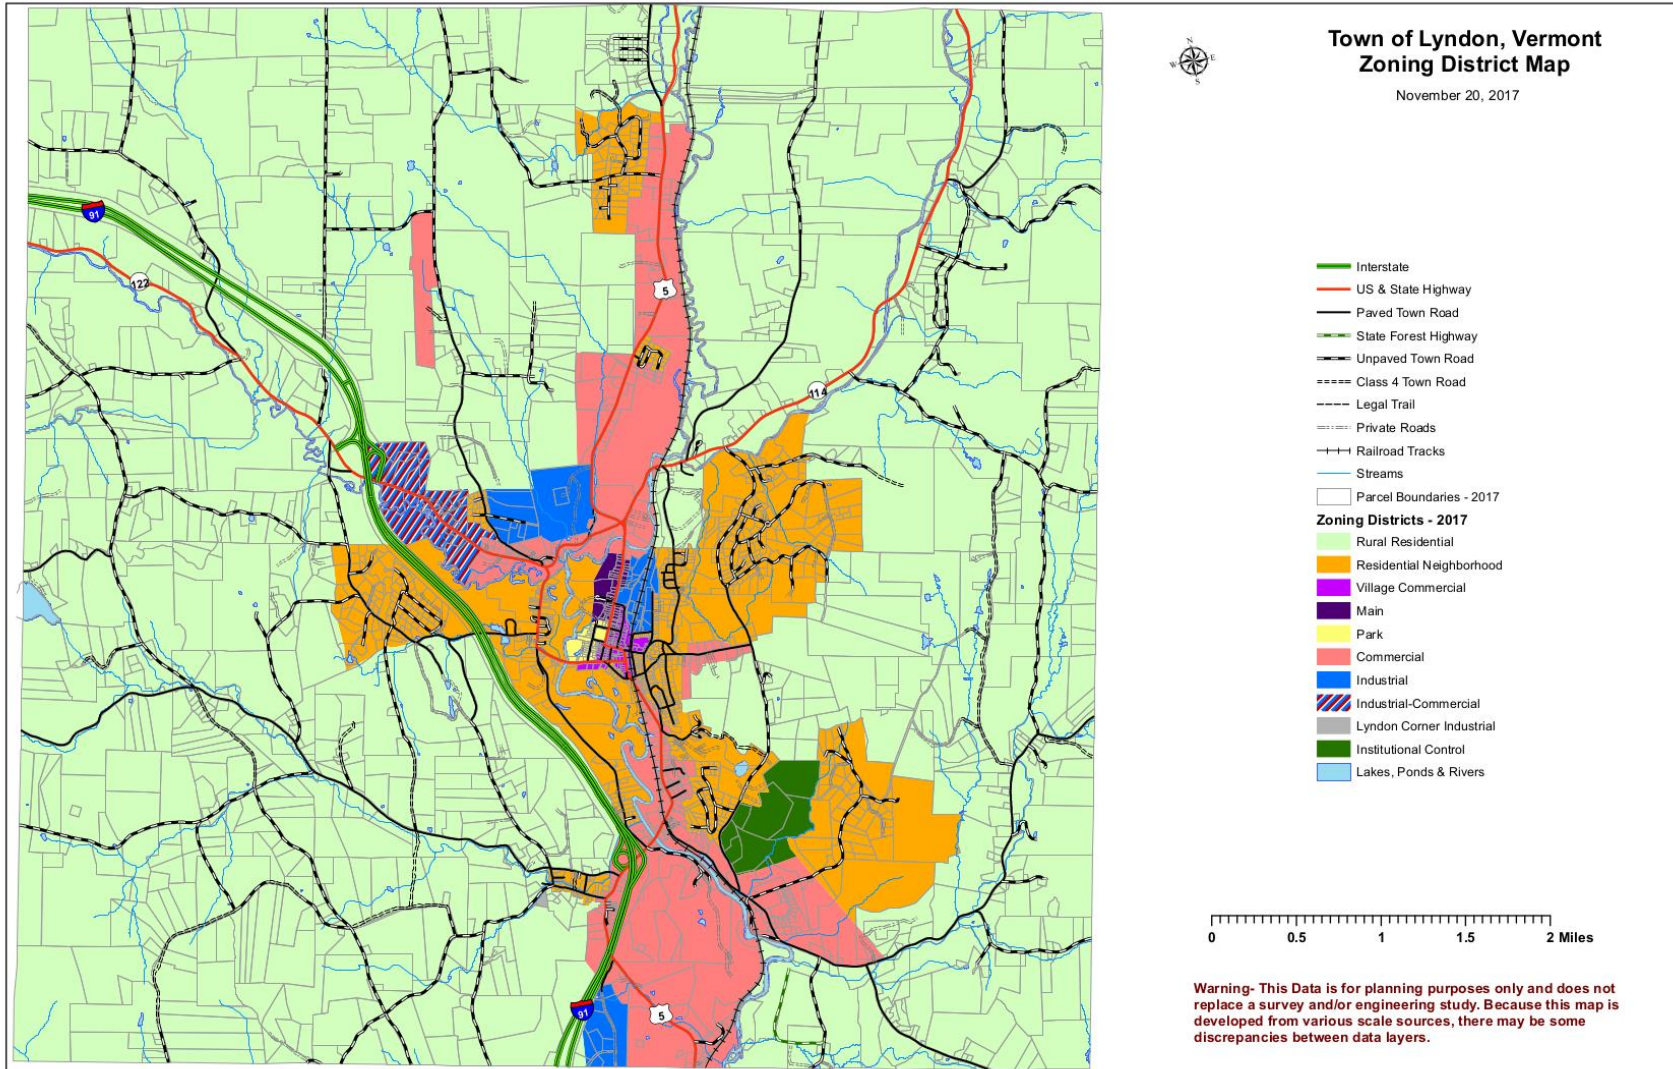 Town of Lyndon, Vermont
Zoning District Map
November 20, 2017
N
W E
S
91
122
5
114
91
5
Interstate
US & State Highway
Paved Town Road
State Forest Highway
Unpaved Town Road
Class 4 Town Road
Legal Trail
Private Roads
Railroad Tracks
Streams
Parcel Boundaries - 2017
Zoning Districts - 2017
Rural Residential
Residential Neighborhood
Village Commercial
Main
Park
Commercial
Industrial
Industrial-Commercial
Lyndon Corner Industrial
Institutional Control
Lakes, Ponds & Rivers
0 0.5 1 1.5 2 Miles
Warning- This Data is for planning purposes only and does not
replace a survey and/or engineering study. Because this map is
developed from various scale sources, there may be some
discrepancies between data layers.